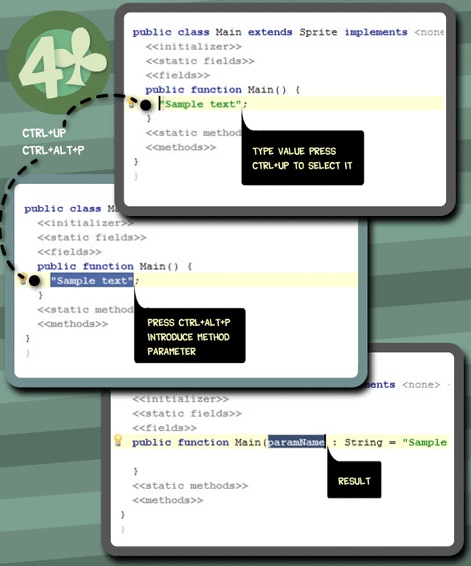 4
CTRL+UP
CTRL+ALT+P
public class Main extends Sprite implements <none>
<<initializer>>
<<static fields>>
<<fields>>
public function Main() {
"Sample text";
}
<<static method
<<methods>>
}
}
TYPE VALUE PRESS
CTRL+UP TO SELECT IT
public class Ma
<<initializer>>
<<static fields>>
<<fields>>
public function Main() {
"Sample text";
}
<<static metho
<<methods>>
}
}
PRESS CTRL+ALT+P
INTRODUCE METHOD
PARAMETER
ements <none>
<<initializer>>
<<static fields>>
<<fields>>
public function Main(paramName : String = "Sample
}
<<static methods>>
<<methods>>
}
}
RESULT